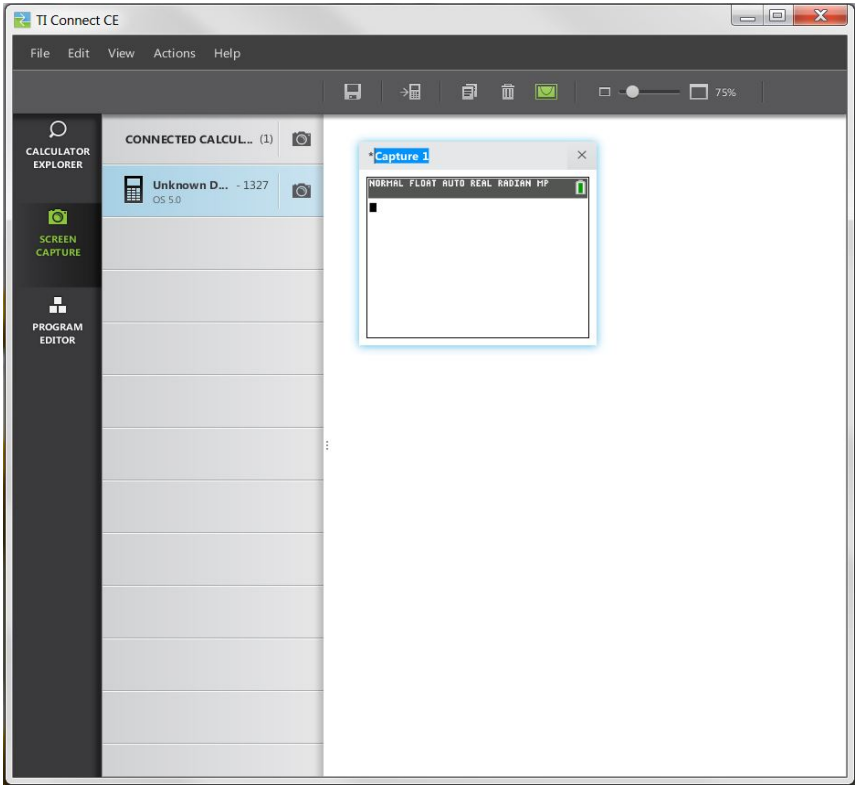 TI Connect CE
File Edit View Actions Help
75%
CALCULATOR
EXPLORER
SCREEN
CAPTURE
PROGRAM
EDITOR
CONNECTED CALCUL... (1)
Unknown D... - 1327
OS 5.0
*Capture 1
NORMAL FLOAT AUTO REAL RADIAN MP